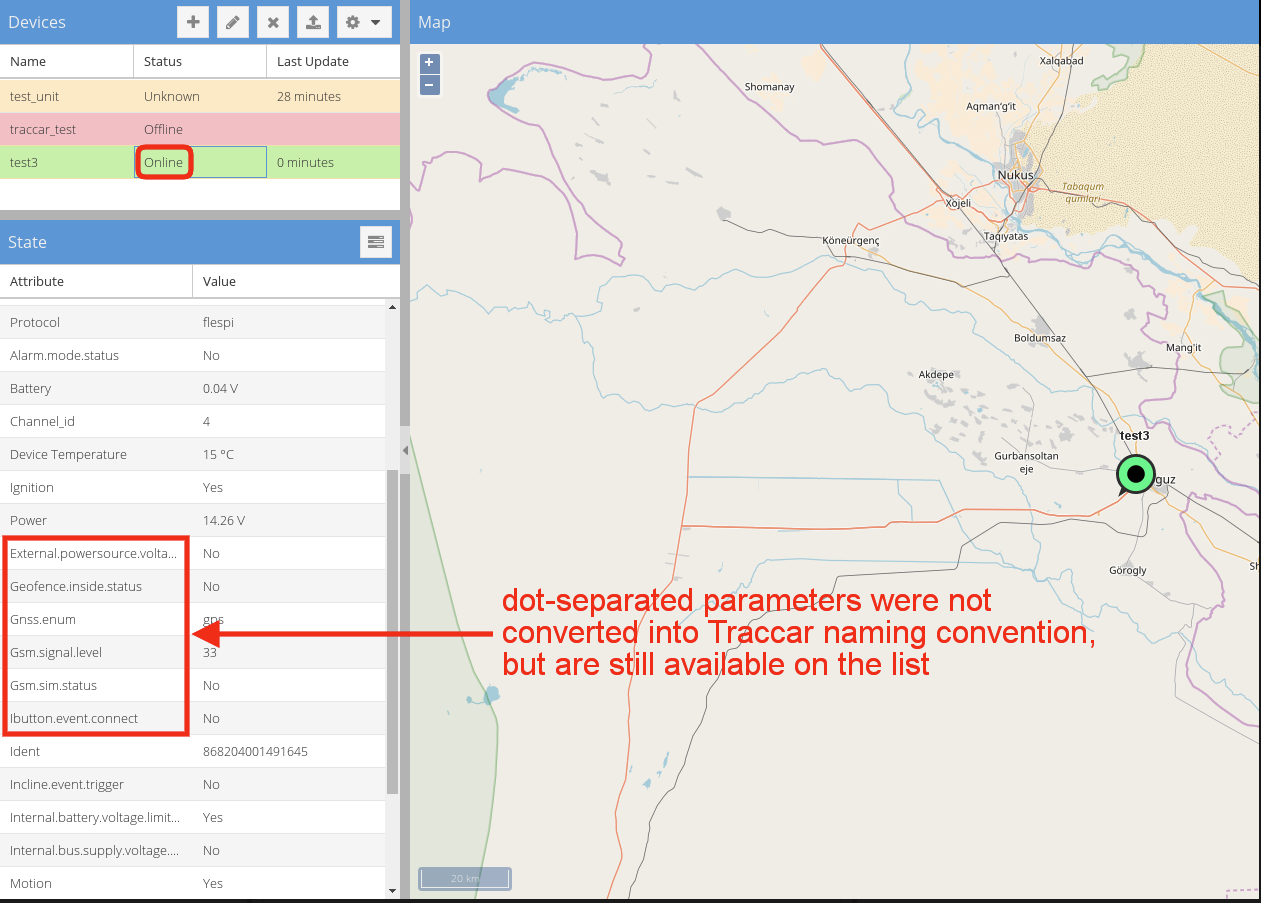 Devices
Name Status Last Update
test_unit Unknown 28 minutes
traccar_test Offline
test3 Online 0 minutes
State
Attribute Value
Protocol flespi
Alarm.mode.status No
Battery 0.04 V
Channel_id 4
Device Temperature 15 °C
Ignition Yes
Power 14.26 V
External.powersource.volta... No
Geofence.inside.status No
Gnss.enum gps
Gsm.signal.level 33
Gsm.sim.status No
Ibutton.event.connect No
Ident 868204001491645
Incline.event.trigger No
Internal.battery.voltage.limit... Yes
Internal.bus.supply.voltage.... No
Motion Yes
Map
+
−
Xalqabad
Shomanay
Aqman’g’it
Nukus
Tabaqum
qumlari
Xojeli
Taqıyatas
Köneürgenç
Boldumsaz
Mang’it
Akdepe
test3
Gurbansoltan
eje
guz
Görogly
Sh
dot-separated parameters were not
converted into Traccar naming convention,
but are still available on the list
20 km